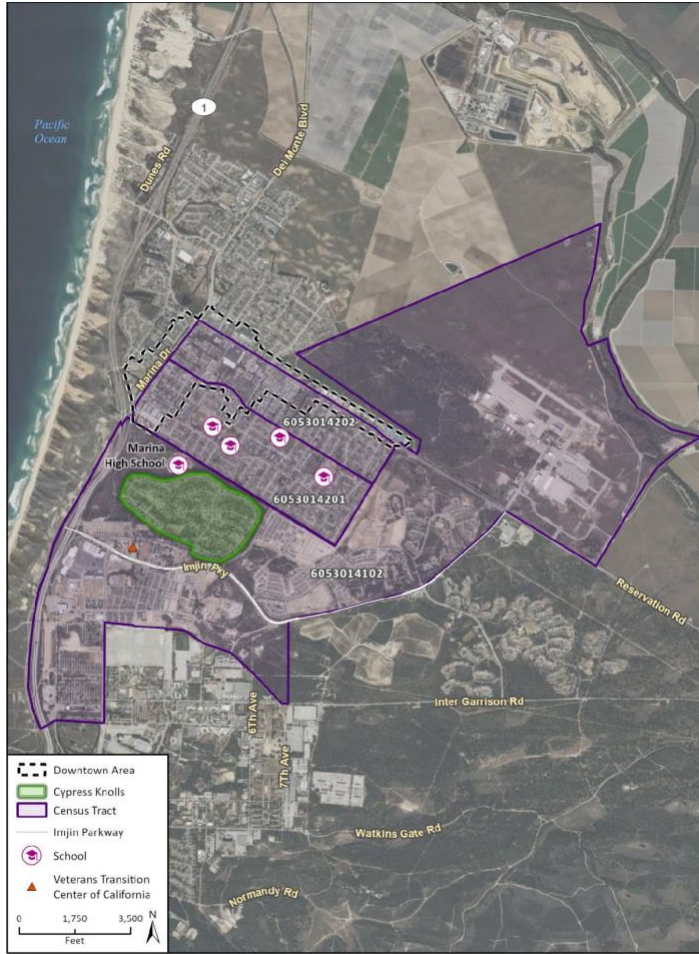 1
Pacific
Ocean
Dunes Rd
Del Monte Blvd
Marina Dr
6053014202
Marina
High School
6053014201
Imjin Pky
6053014102
Reservation Rd
Inter Garrison Rd
6Th Ave
7Th Ave
Watkins Gate Rd
Normandy Rd
Downtown Area
Cypress Knolls
Census Tract
Imjin Parkway
School
Veterans Transition
Center of California
0 1,750 3,500
Feet
N